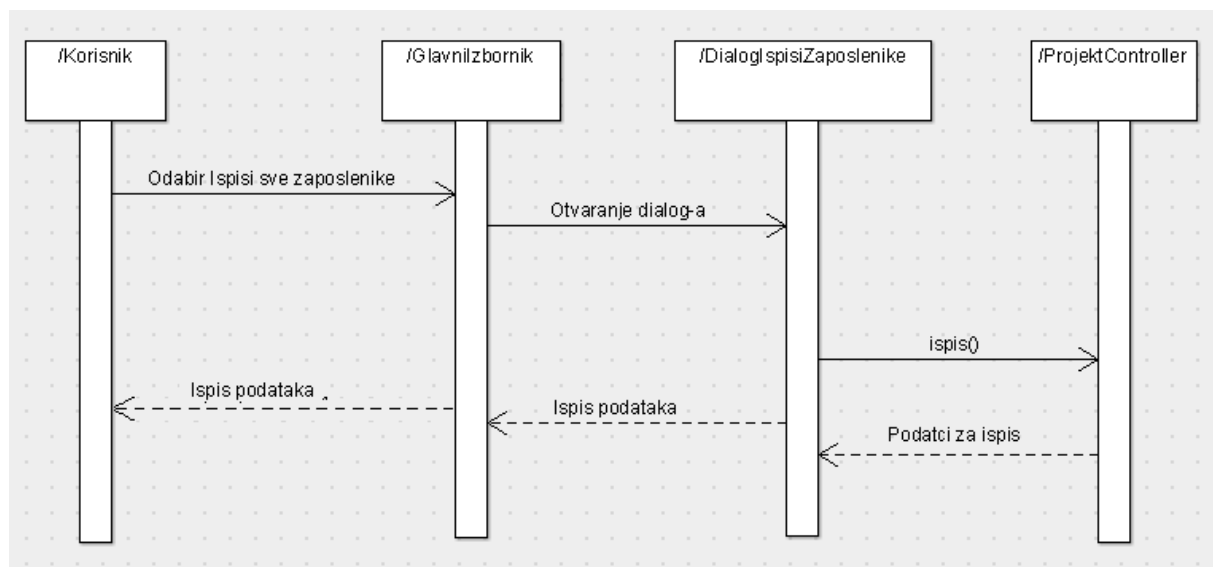 /Korisnik
/GlavniIzbornik
/DialogIspisiZaposlenike
/ProjektController
Odabir Ispisi sve zaposlenike
Otvaranje dialog-a
ispis()
Ispis podataka
Ispis podataka
Podatci za ispis